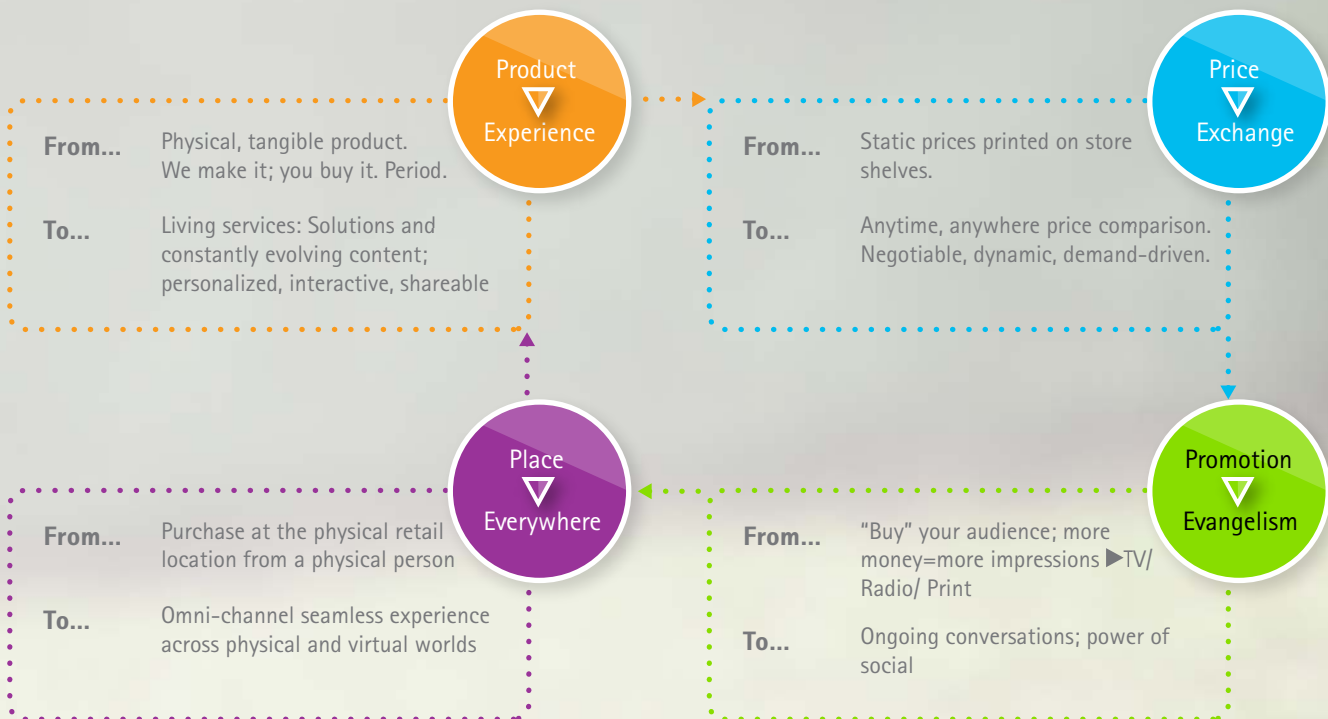 Product
Experience
From...
Physical, tangible product.
We make it; you buy it. Period.
To...
Living services: Solutions and
constantly evolving content;
personalized, interactive, shareable
Price
Exchange
From...
Static prices printed on store
shelves.
To...
Anytime, anywhere price comparison.
Negotiable, dynamic, demand-driven.
Place
Everywhere
From...
Purchase at the physical retail
location from a physical person
To...
Omni-channel seamless experience
across physical and virtual worlds
Promotion
Evangelism
From...
“Buy” your audience; more
money=more impressions ▶TV/
Radio/ Print
To...
Ongoing conversations; power of
social